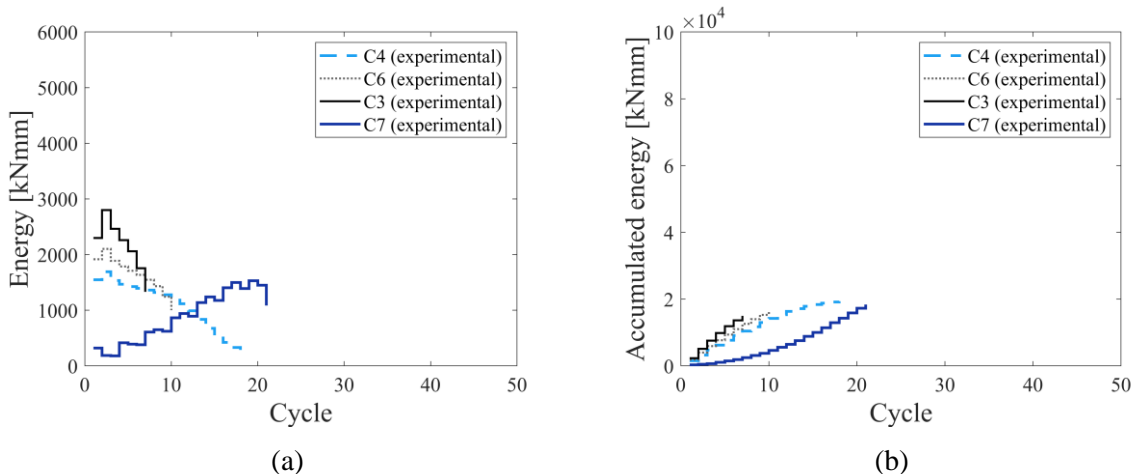 6000
5000
4000
3000
2000
1000
0
0
10
20
30
40
50
Energy [kNmm]
Cycle
C4 (experimental)
C6 (experimental)
C3 (experimental)
C7 (experimental)
(a)
×10⁴
10
8
6
4
2
0
0
10
20
30
40
50
Accumulated energy [kNmm]
Cycle
C4 (experimental)
C6 (experimental)
C3 (experimental)
C7 (experimental)
(b)